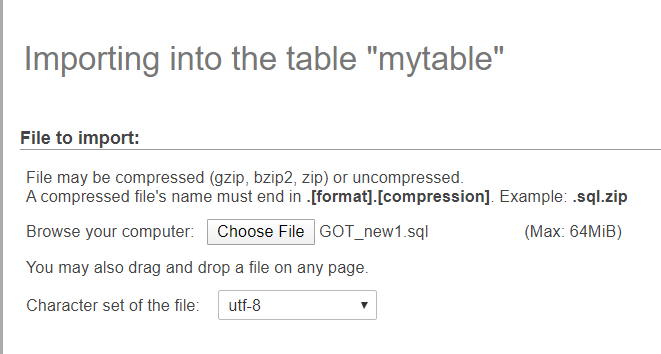 Importing into the table "mytable"
File to import:
File may be compressed (gzip, bzip2, zip) or uncompressed.
A compressed file's name must end in .[format].[compression]. Example: .sql.zip
Browse your computer: Choose File GOT_new1.sql (Max: 64MiB)
You may also drag and drop a file on any page.
Character set of the file: utf-8